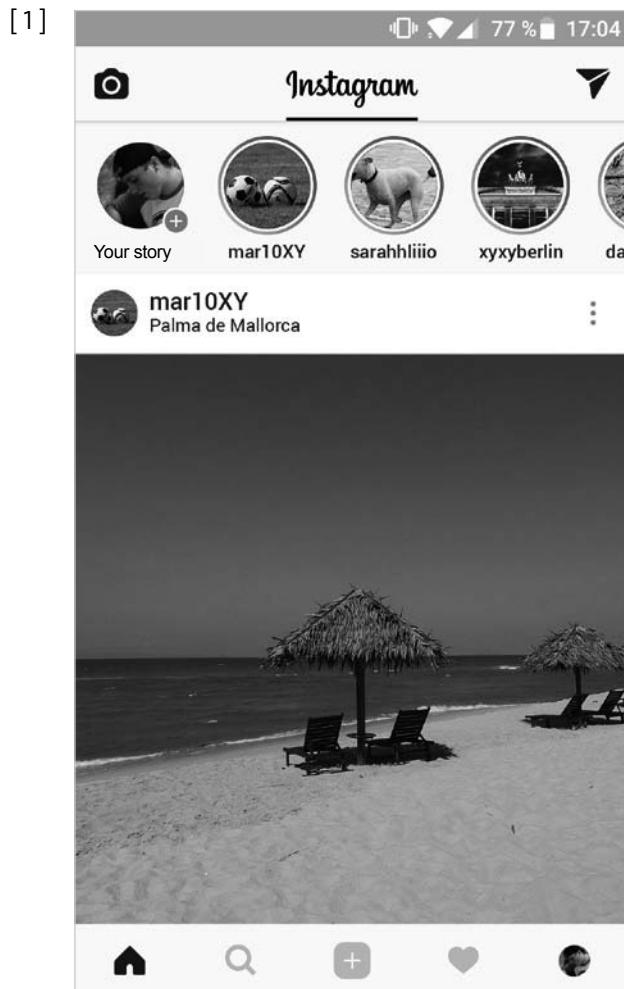 [1]
77 % 17:04
Instagram
Your story mar10XY sarahhliiio xyxyberlin da
mar10XY
Palma de Mallorca